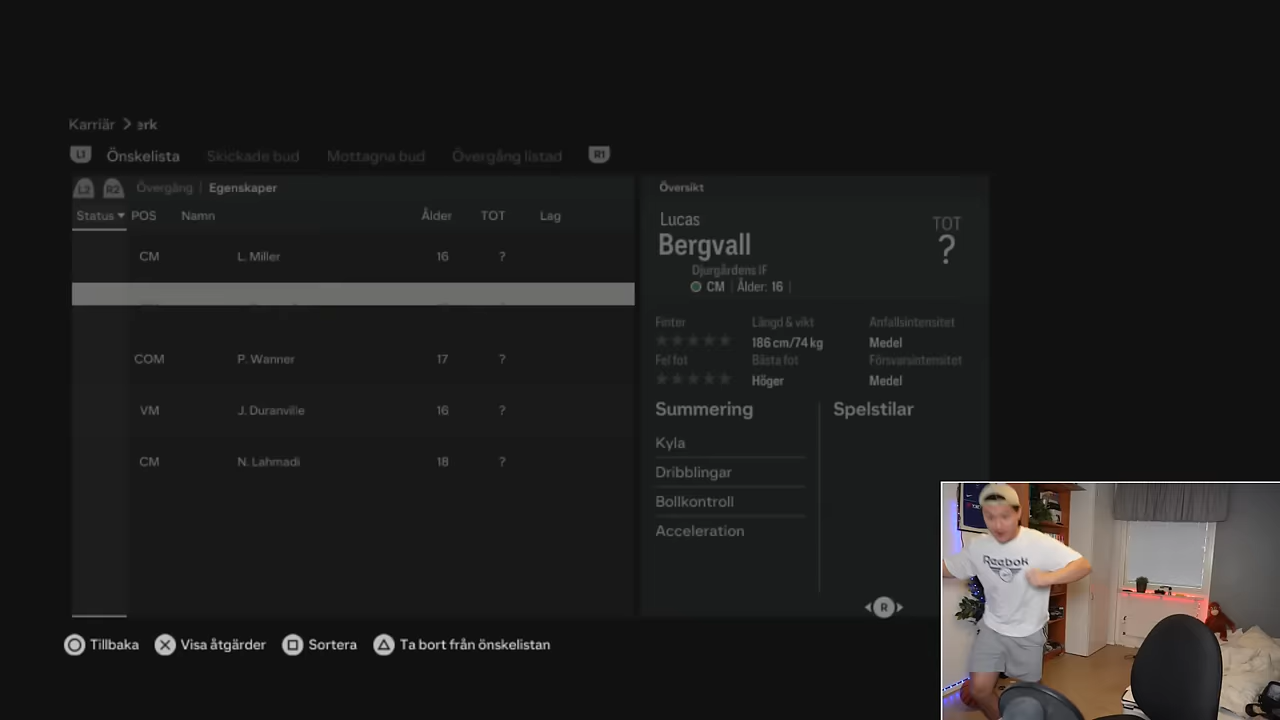 Karriär > erk
L1 Önskelista Skickade bud Mottagna bud Övergång listad R1
L2 R2 Övergång | Egenskaper
Status ▾ POS Namn Ålder TOT Lag
CM L. Miller 16 ?
COM P. Wanner 17 ?
VM J. Duranville 16 ?
CM N. Lahmadi 18 ?
Översikt
Lucas
Bergvall
TOT
?
Djurgårdens IF
CM | Ålder: 16 |
Finter Längd & vikt Anfallsintensitet
★★★★★ 186 cm/74 kg Medel
Fel fot Bästa fot Försvarsintensitet
★★★★★ Höger Medel
Summering Spelstilar
Kyla
Dribblingar
Bollkontroll
Acceleration
R
Tillbaka Visa åtgärder Sortera Ta bort från önskelistan
Reebok